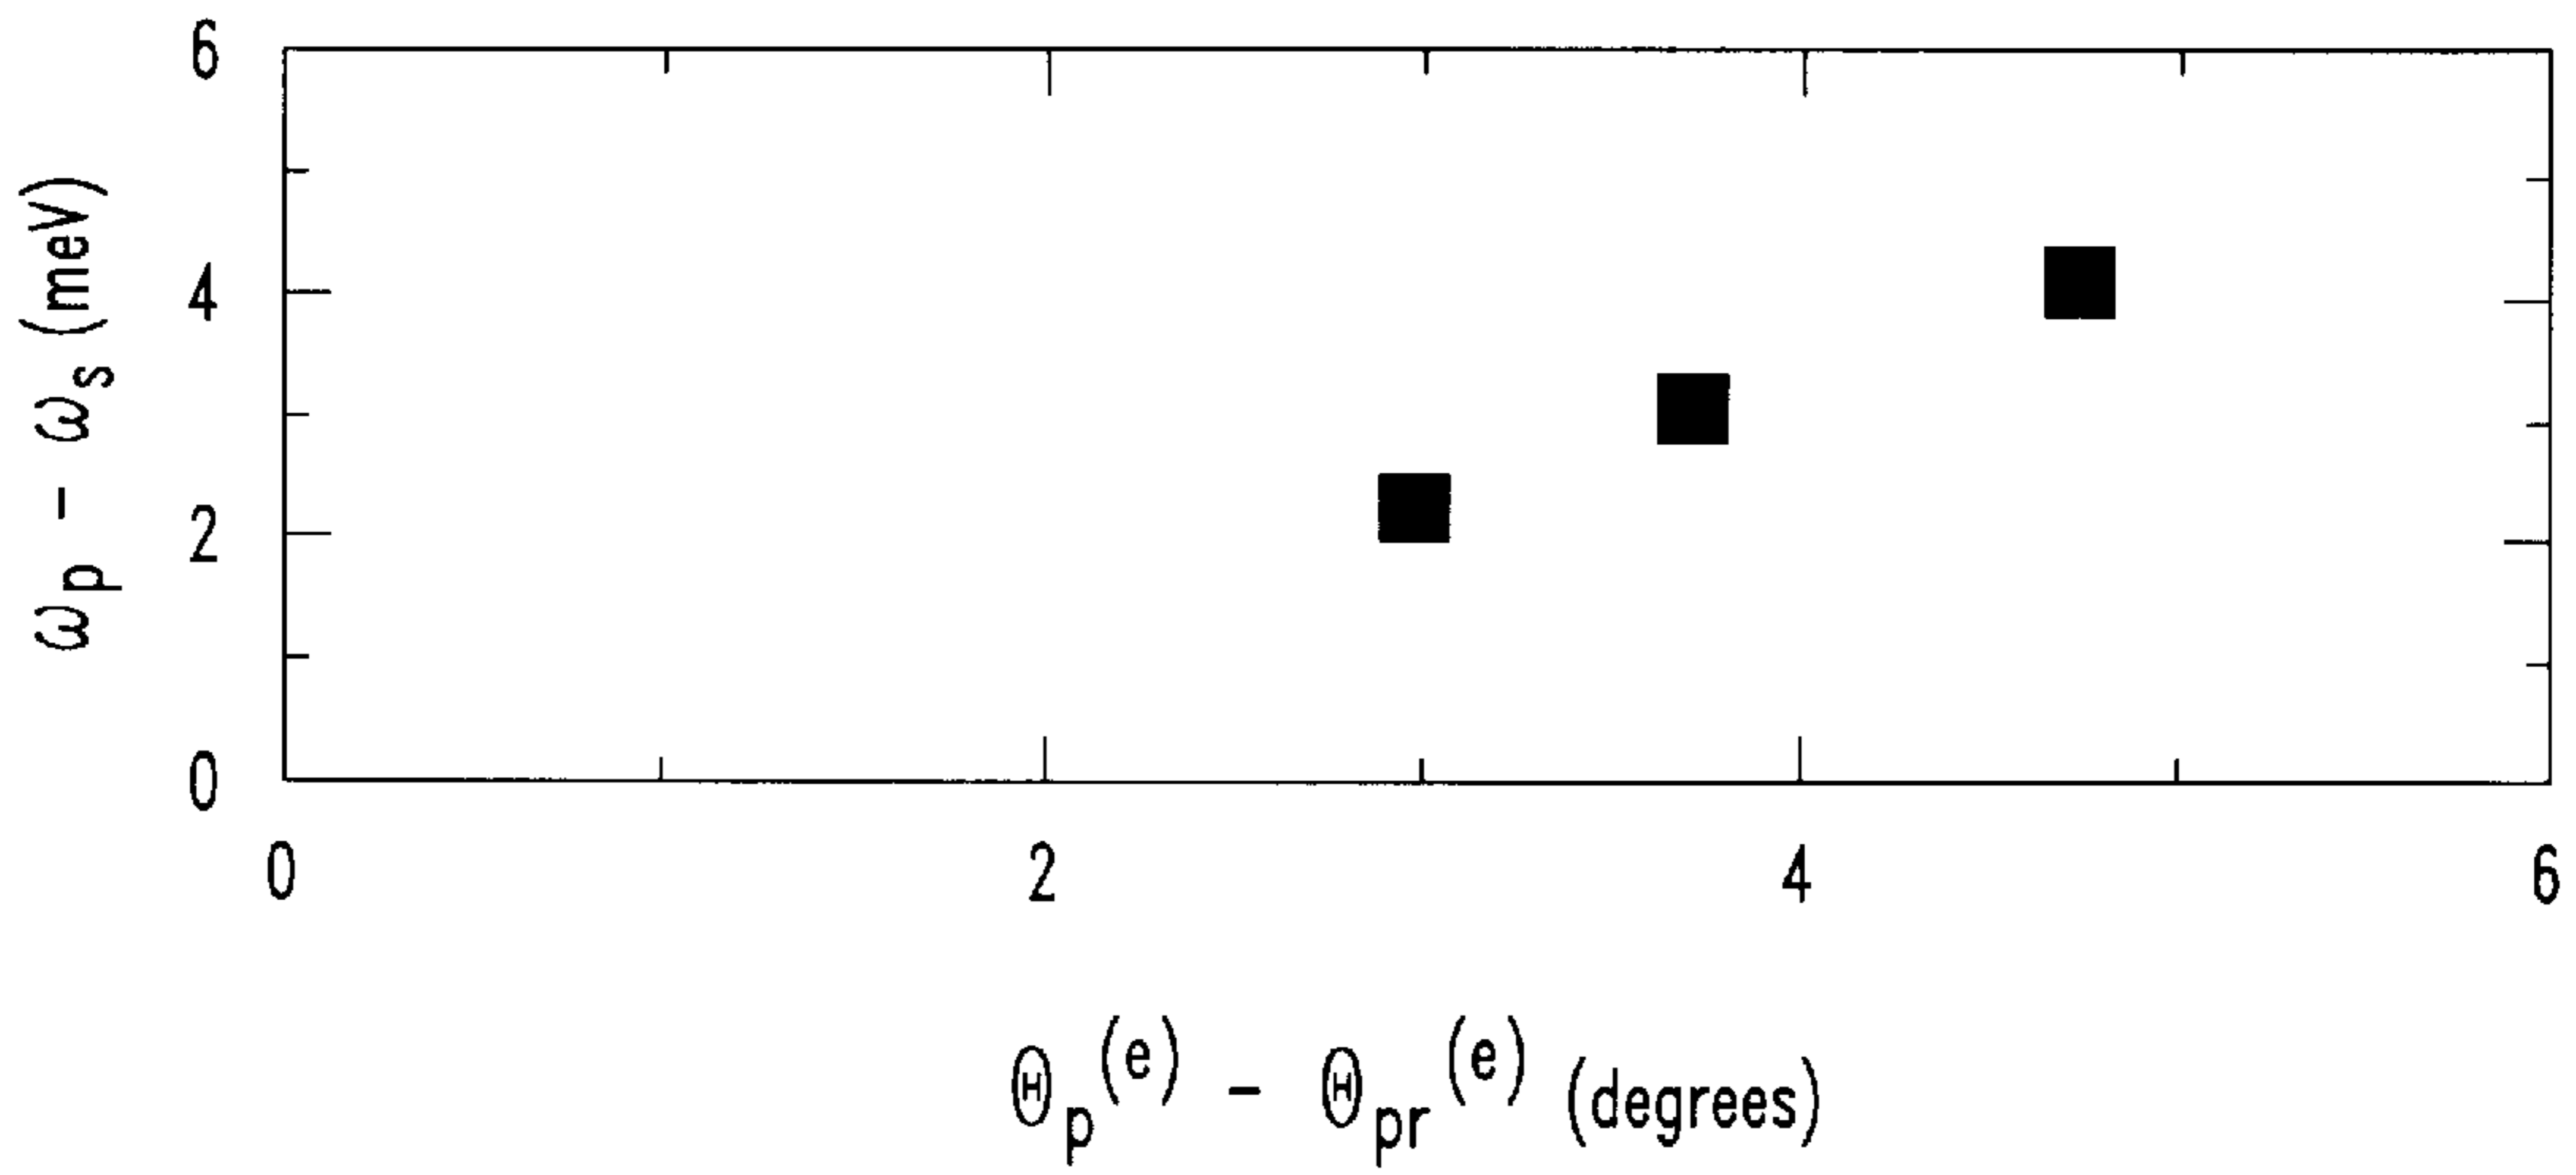 6
4
2
0
ωp - ωs (meV)
0 2 4 6
Θp(e) - Θpr(e) (degrees)